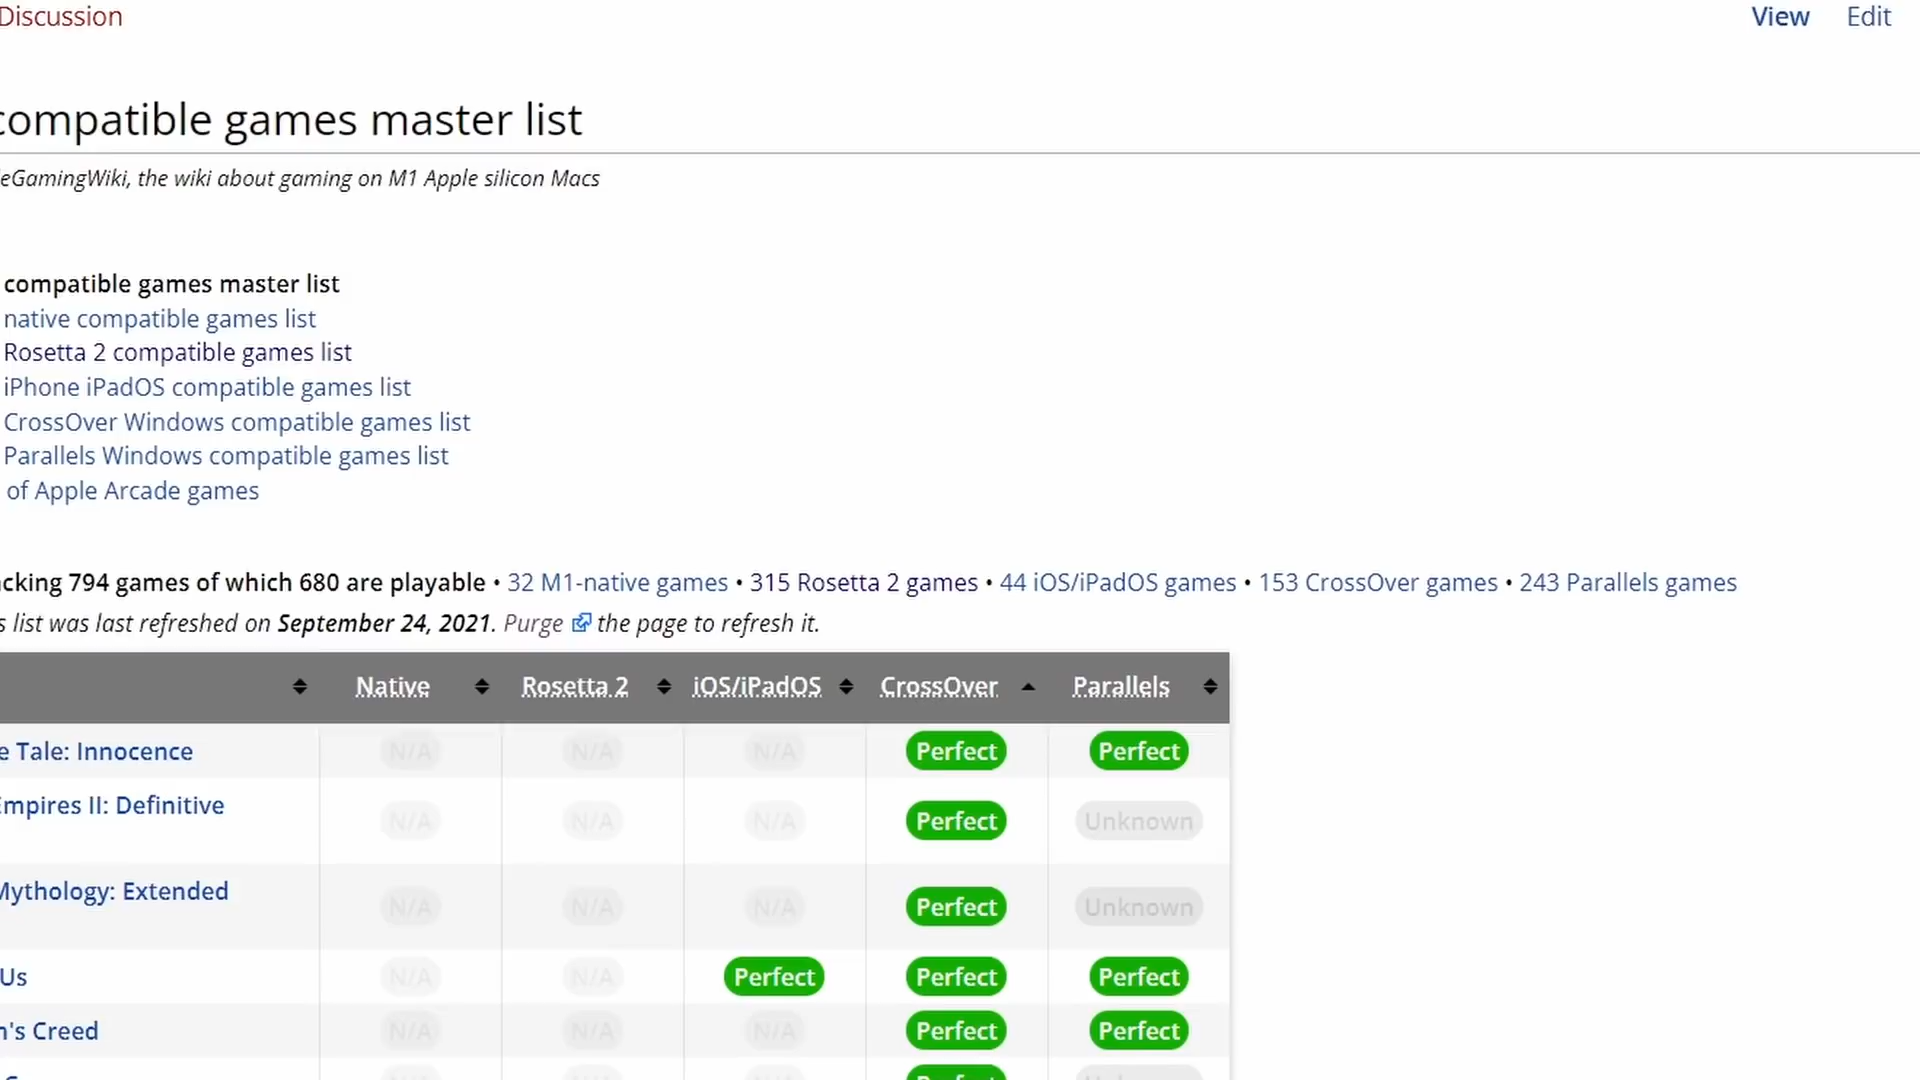 Discussion
View Edit
compatible games master list
eGamingWiki, the wiki about gaming on M1 Apple silicon Macs
compatible games master list
native compatible games list
Rosetta 2 compatible games list
iPhone iPadOS compatible games list
CrossOver Windows compatible games list
Parallels Windows compatible games list
of Apple Arcade games
cking 794 games of which 680 are playable • 32 M1-native games • 315 Rosetta 2 games • 44 iOS/iPadOS games • 153 CrossOver games • 243 Parallels games
s list was last refreshed on September 24, 2021. Purge the page to refresh it.
Native Rosetta 2 iOS/iPadOS CrossOver Parallels
e Tale: Innocence N/A N/A N/A Perfect Perfect
Empires II: Definitive
N/A N/A N/A Perfect Unknown
Mythology: Extended
N/A N/A N/A Perfect Unknown
Us N/A N/A Perfect Perfect Perfect
n's Creed N/A N/A N/A Perfect Perfect